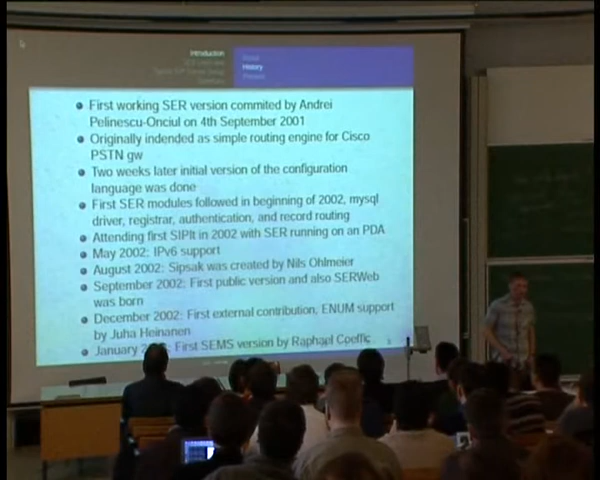 Introduction
History
First working SER version commited by Andrei
Pelinescu-Onciul on 4th September 2001
Originally indended as simple routing engine for Cisco
PSTN gw
Two weeks later initial version of the configuration
language was done
First SER modules followed in beginning of 2002, mysql
driver, registrar, authentication, and record routing
Attending first SIPIt in 2002 with SER running on an PDA
May 2002: IPv6 support
August 2002: Sipsak was created by Nils Ohlmeier
September 2002: First public version and also SERWeb
was born
December 2002: First external contribution, ENUM support
by Juha Heinanen
January First SEMS version by Raphael Coeffic